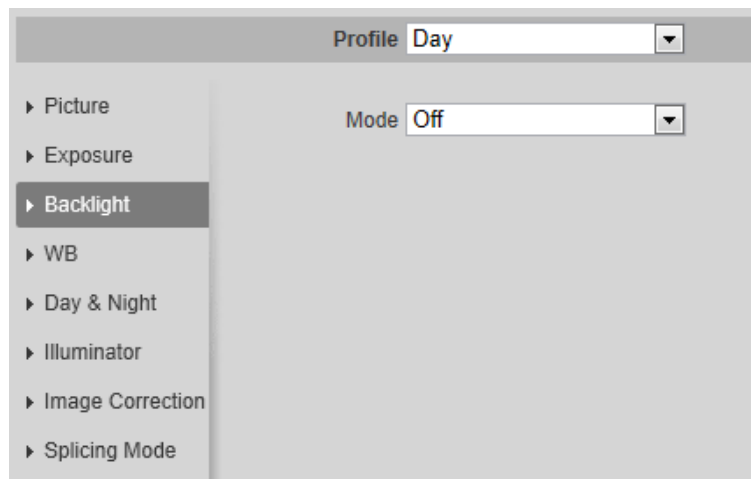 Profile Day
Picture
Mode Off
Exposure
Backlight
WB
Day & Night
Illuminator
Image Correction
Splicing Mode